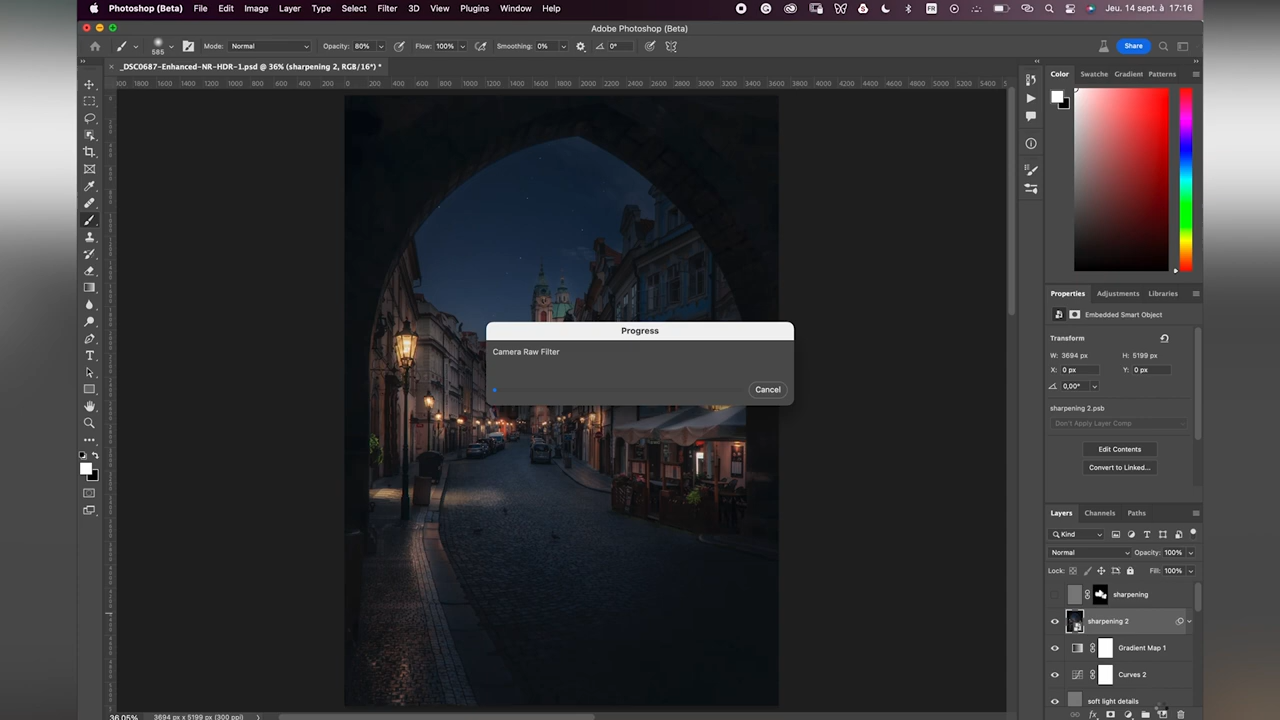 Photoshop (Beta) File Edit Image Layer Type Select Filter 3D View Plugins Window Help FR Jeu. 14 sept. à 17:16
Adobe Photoshop (Beta)
585 Mode: Normal Opacity: 80% Flow: 100% Smoothing: 0% 0° Share
× _DSC0687-Enhanced-NR-HDR-1.psd @ 36% (sharpening 2, RGB/16*) *
Color Swatche Gradient Patterns
Progress
Camera Raw Filter
Cancel
Properties Adjustments Libraries
Embedded Smart Object
Transform
W: 3694 px H: 5199 px
X: 0 px Y: 0 px
0,00°
sharpening 2.psb
Don't Apply Layer Comp
Edit Contents
Convert to Linked...
Layers Channels Paths
Kind
Normal Opacity: 100%
Lock: Fill: 100%
sharpening
sharpening 2
Gradient Map 1
Curves 2
soft light details
fx
36,05% 3694 px x 5199 px (300 ppi)